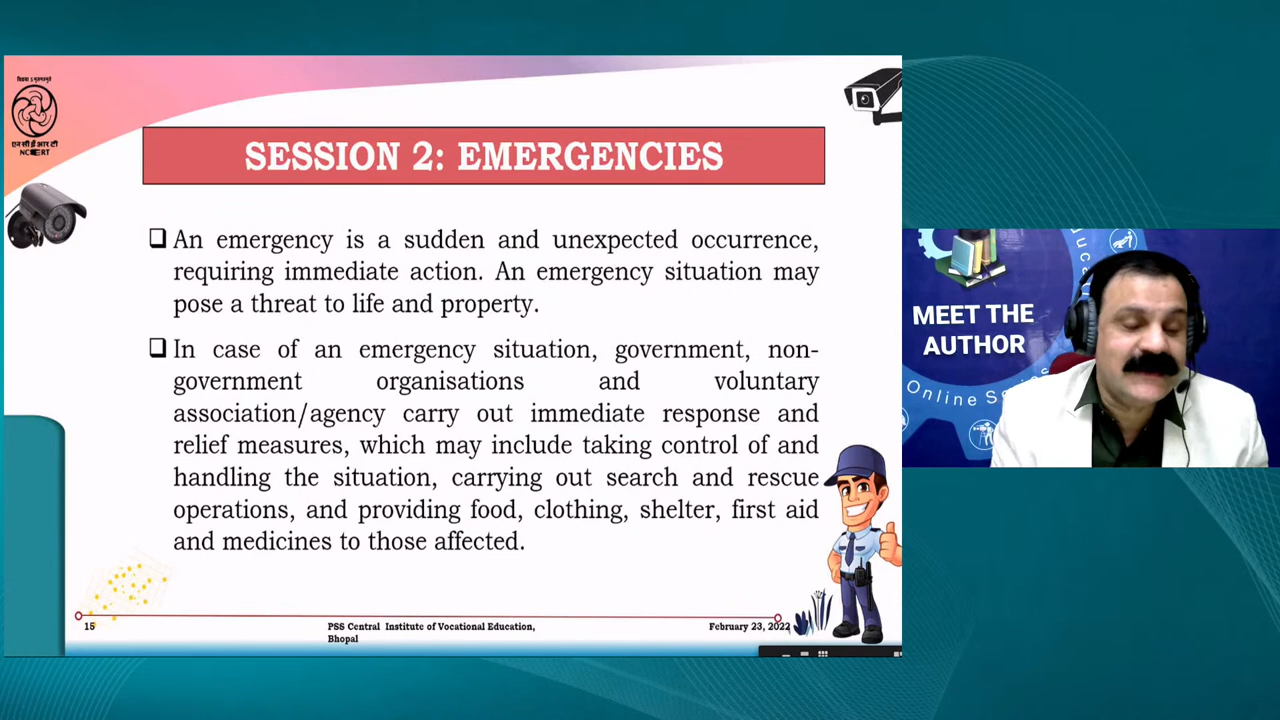 एन सी ई आर टी
NCERT
SESSION 2: EMERGENCIES
❑ An emergency is a sudden and unexpected occurrence,
requiring immediate action. An emergency situation may
pose a threat to life and property.
❑ In case of an emergency situation, government, non-
government organisations and voluntary
association/agency carry out immediate response and
relief measures, which may include taking control of and
handling the situation, carrying out search and rescue
operations, and providing food, clothing, shelter, first aid
and medicines to those affected.
15
PSS Central Institute of Vocational Education,
Bhopal
February 23, 2022
MEET THE
AUTHOR
Online